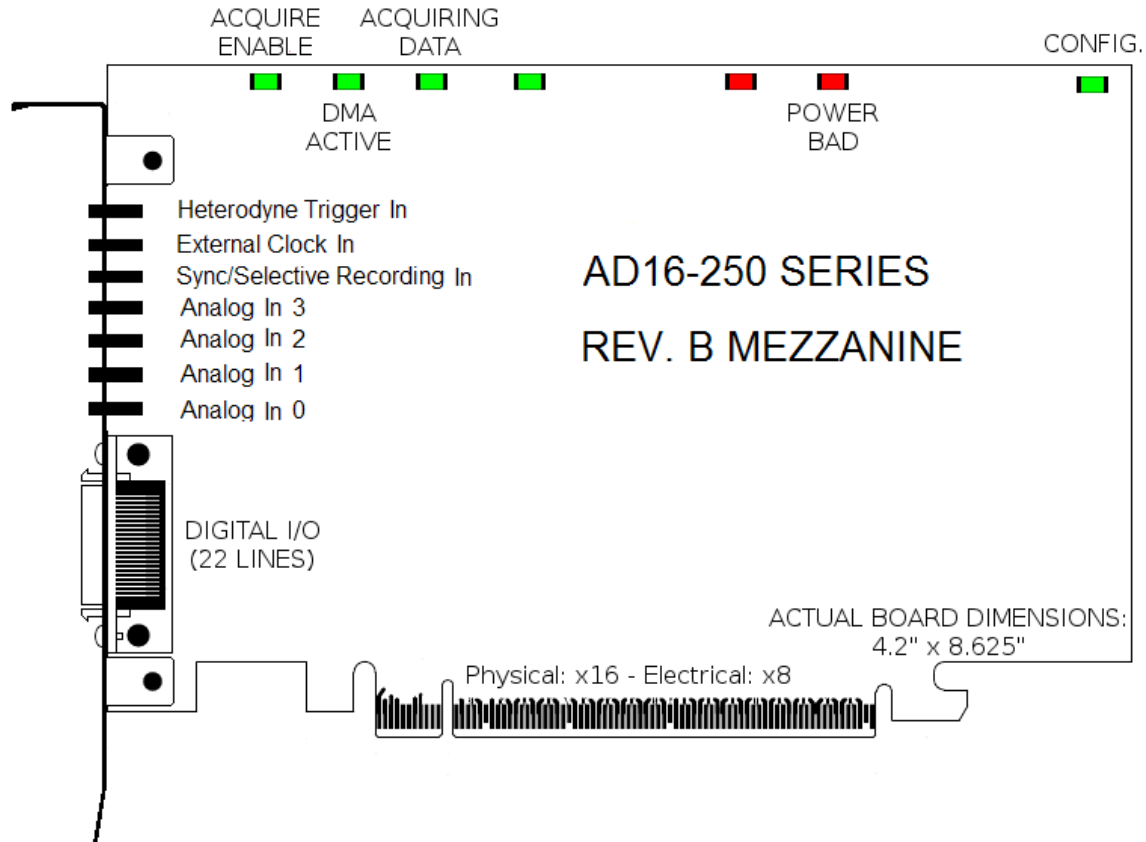 ACQUIRE
ENABLE
ACQUIRING
DATA
CONFIG.
DMA
ACTIVE
POWER
BAD
Heterodyne Trigger In
External Clock In
Sync/Selective Recording In
Analog In 3
Analog In 2
Analog In 1
Analog In 0
AD16-250 SERIES
REV. B MEZZANINE
DIGITAL I/O
(22 LINES)
ACTUAL BOARD DIMENSIONS:
4.2" x 8.625"
Physical: x16 - Electrical: x8